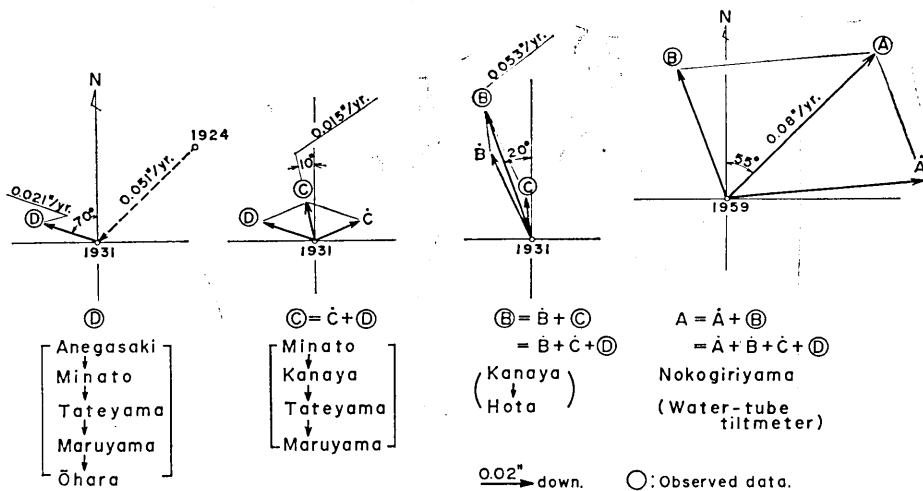 N
1924
0.051"/yr.
0.021"/yr.
70°
Ⓓ
1931
Ⓓ
Anegasaki
↓
Minato
↓
Tateyama
↓
Maruyama
↓
Ōhara
0.015"/yr.
10°
Ⓒ
Ⓓ
Ċ
1931
Ⓒ = Ċ + Ⓓ
Minato
↓
Kanaya
↓
Tateyama
↓
Maruyama
0.053"/yr.
Ⓑ
20°
Ḃ
Ⓒ
1931
Ⓑ = Ḃ + Ⓒ
= Ḃ + Ċ + Ⓓ
(Kanaya
↓
Hota)
N
Ⓑ
Ⓐ
0.08"/yr.
55°
Ȧ
1959
A = Ȧ + Ⓑ
= Ȧ + Ḃ + Ċ + Ⓓ
Nokogiriyama
(Water-tube
tiltmeter)
0.02" down.
○: Observed data.